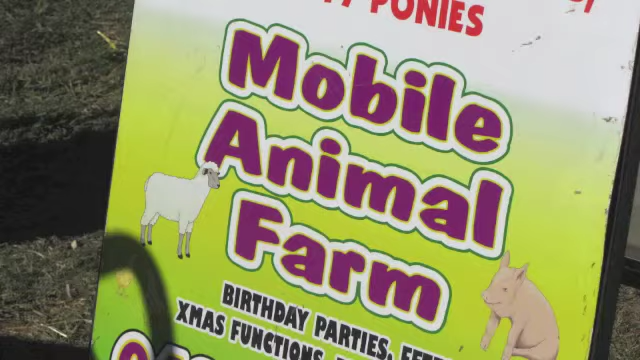 PONIES
Mobile
Animal
Farm
BIRTHDAY PARTIES,
XMAS FUNCTIONS,